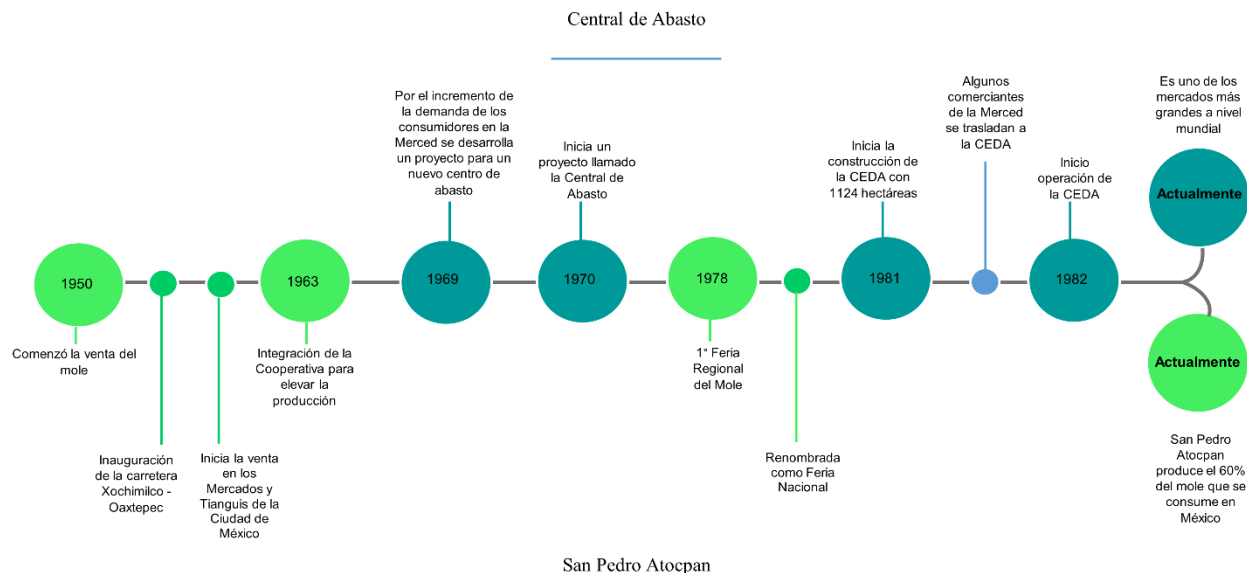 Central de Abasto
Por el incremento de
la demanda de los
consumidores en la
Merced se desarrolla
un proyecto para un
nuevo centro de
abasto
Inicia un
proyecto llamado
la Central de
Abasto
Inicia la
construcción de
la CEDA con
1124 hectáreas
Algunos
comerciantes
de la Merced
se trasladan a
la CEDA
Inicio
operación de
la CEDA
Es uno de los
mercados más
grandes a nivel
mundial
Actualmente
1950
1963
1969
1970
1978
1981
1982
Comenzó la venta del
mole
Inauguración
de la carretera
Xochimilco -
Oaxtepec
Inicia la venta
en los
Mercados y
Tianguis de la
Ciudad de
México
Integración de la
Cooperativa para
elevar la
producción
1° Feria
Regional
del Mole
Renombrada
como Feria
Nacional
Actualmente
San Pedro
Atocpan
produce el 60%
del mole que se
consume en
México
San Pedro Atocpan